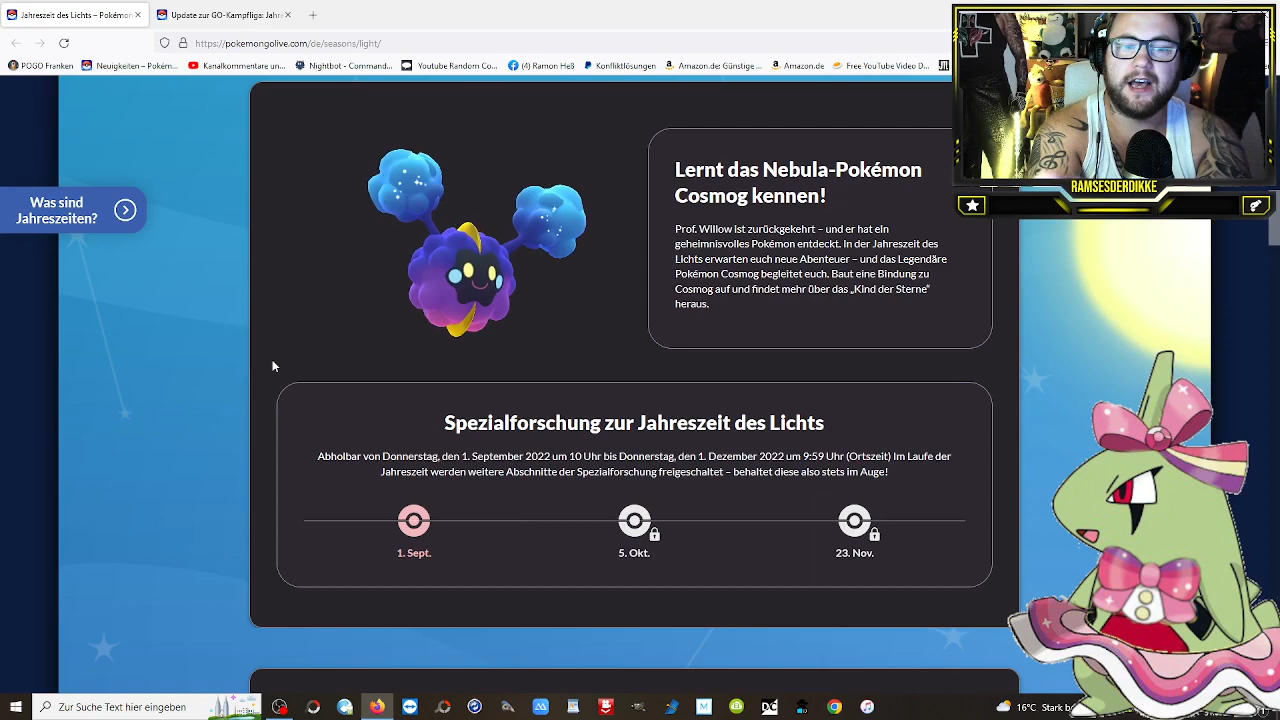 Jahreszeit des Lichts – Pokémon
Update zur GO-Kampfliga: Jahres
https://pokemongolive.com/de/seasons/light/
POGO Franken
Neuigkeiten – Pokém…
Kanalkommentare un…
Nightbot - Command…
Youtube Beta Com Co…
(4) Ramon Heß
Konfliktlösungen
Amazon.de Günstige …
Amazon.de
Free YouTube Video D…
RAMSESDERDIKKE
Was sind
Jahreszeiten?
Lernt das Nebula-Pokémon
Cosmog kennen!
Prof. Willow ist zurückgekehrt – und er hat ein
geheimnisvolles Pokémon entdeckt. In der Jahreszeit des
Lichts erwarten euch neue Abenteuer – und das Legendäre
Pokémon Cosmog begleitet euch. Baut eine Bindung zu
Cosmog auf und findet mehr über das „Kind der Sterne“
heraus.
Spezialforschung zur Jahreszeit des Lichts
Abholbar von Donnerstag, den 1. September 2022 um 10 Uhr bis Donnerstag, den 1. Dezember 2022 um 9:59 Uhr (Ortszeit) Im Laufe der
Jahreszeit werden weitere Abschnitte der Spezialforschung freigeschaltet – behaltet diese also stets im Auge!
1. Sept.
5. Okt.
23. Nov.
Zur Suche Text hier eingeben
16°C Stark b